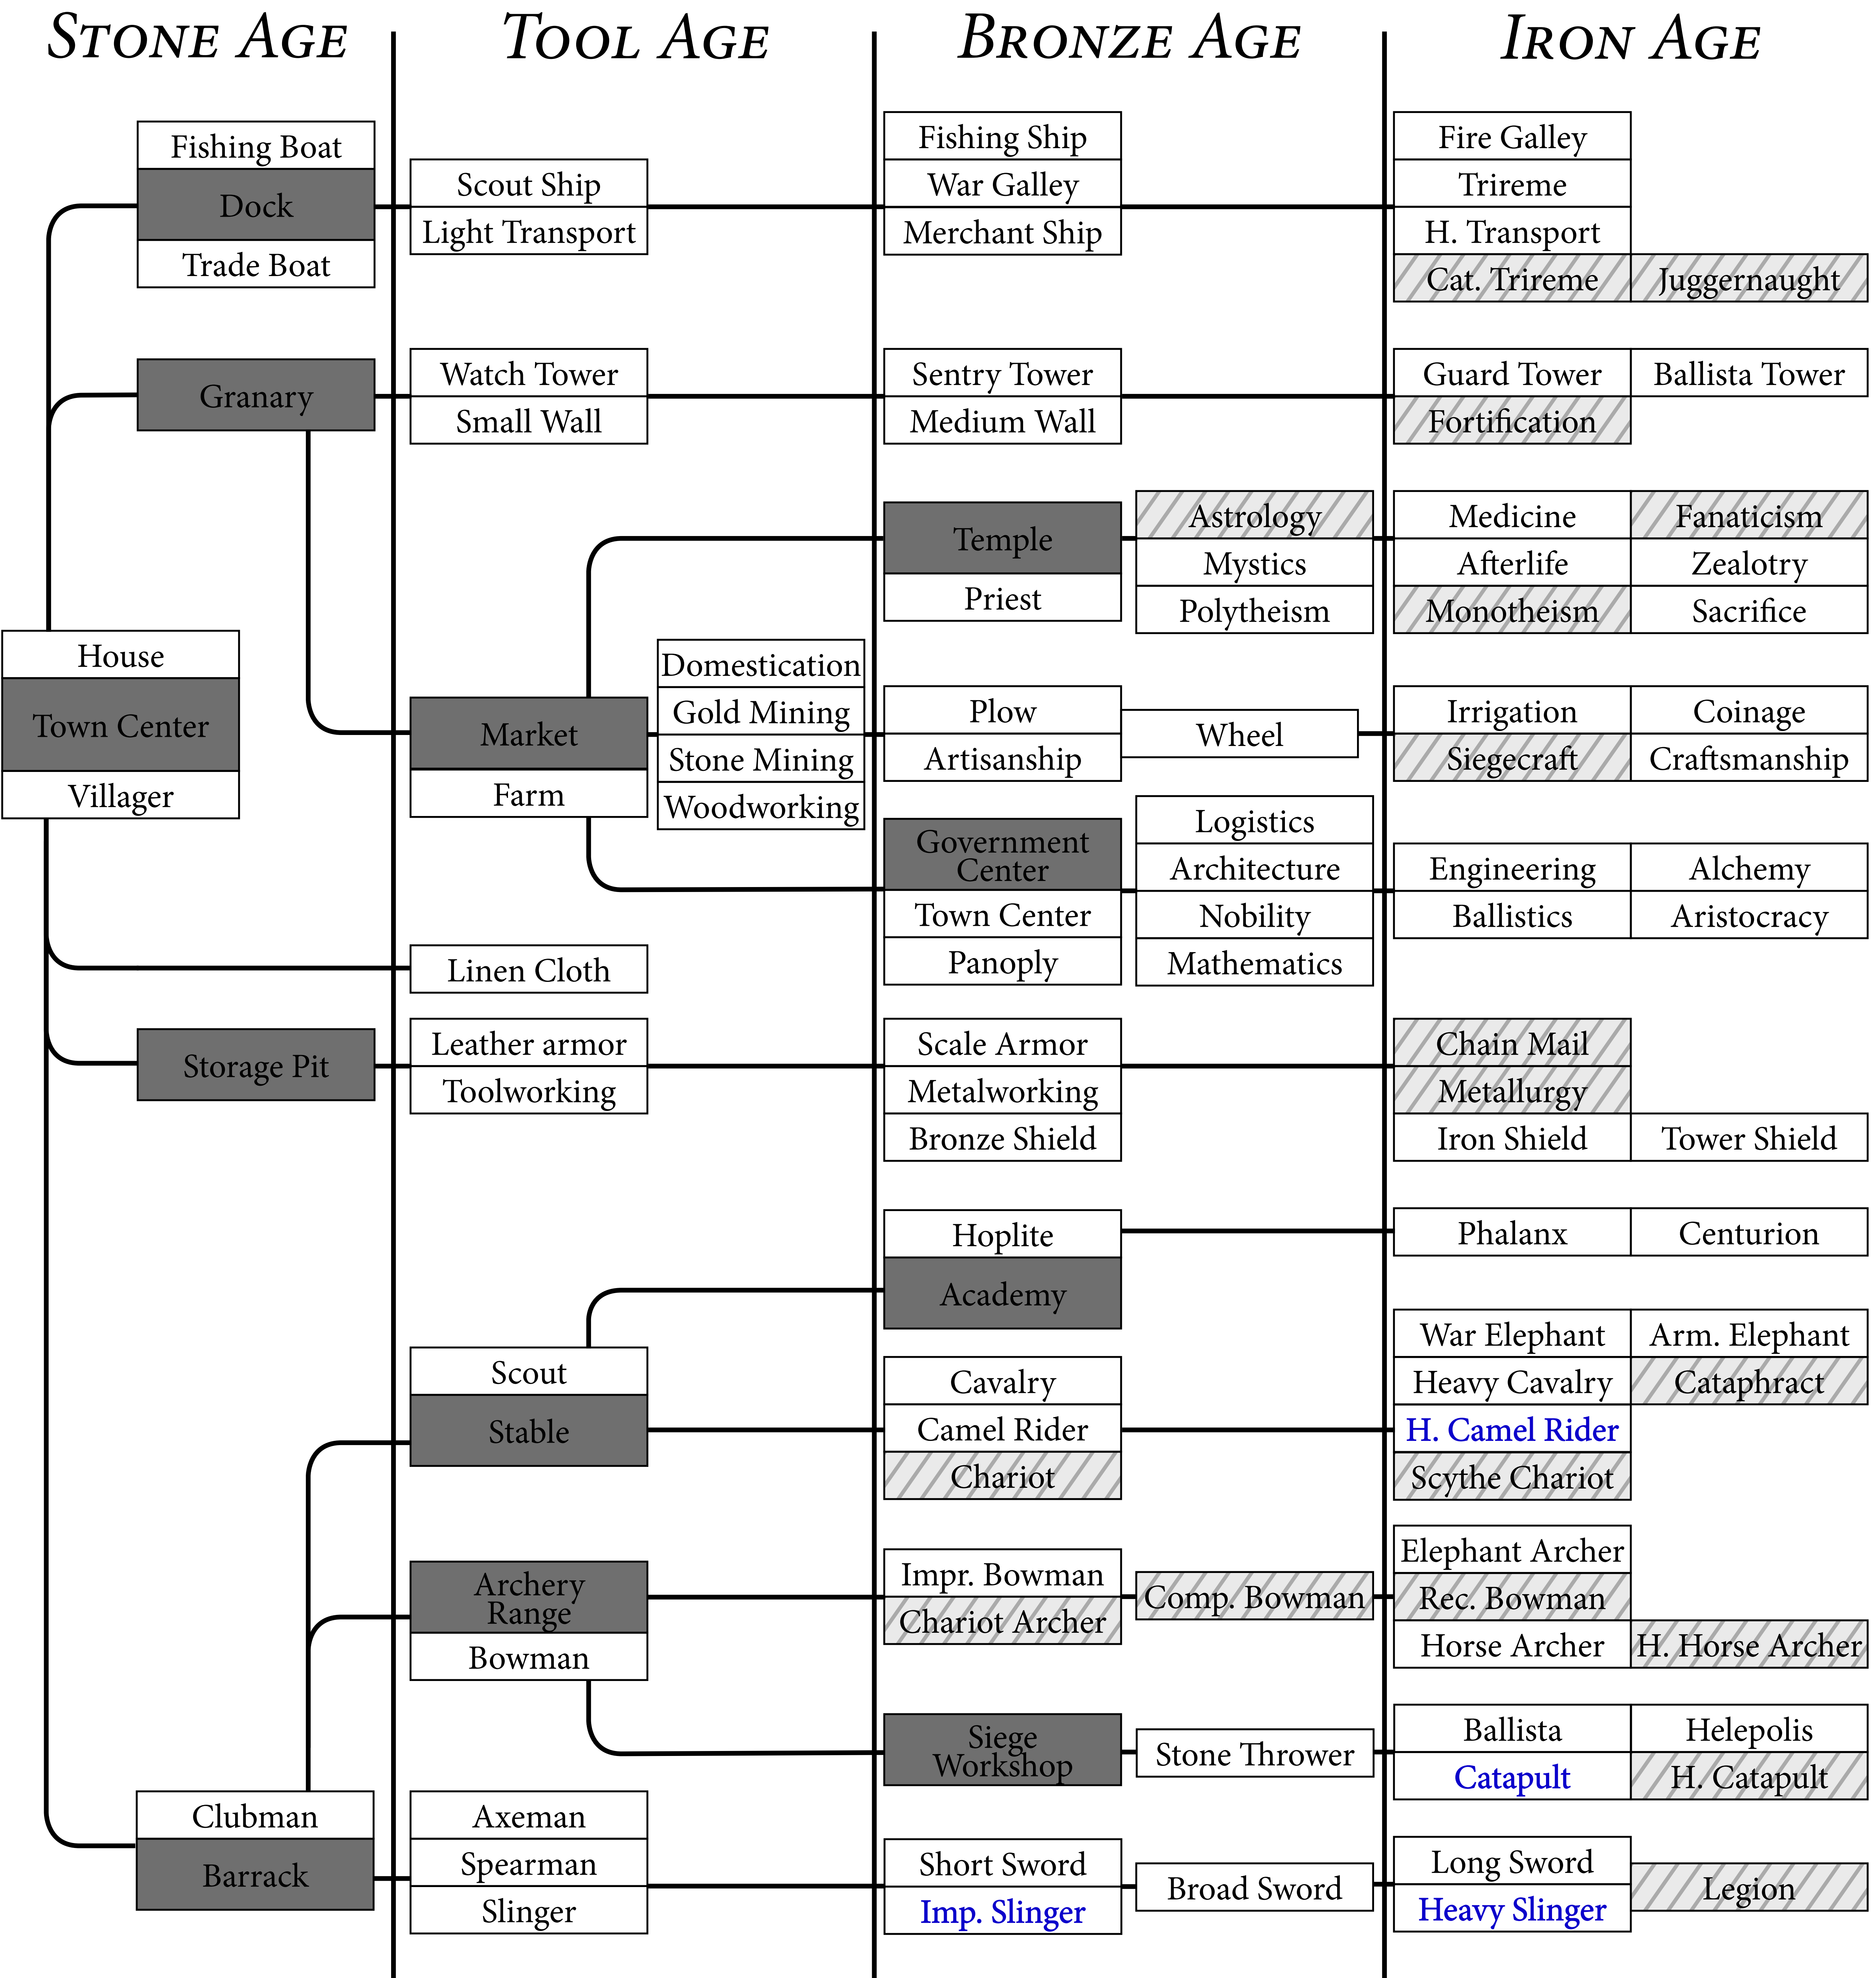 STONE AGE
TOOL AGE
BRONZE AGE
IRON AGE
Fishing Boat
Dock
Trade Boat
Scout Ship
Light Transport
Fishing Ship
War Galley
Merchant Ship
Fire Galley
Trireme
H. Transport
Cat. Trireme
Juggernaught
Granary
Watch Tower
Small Wall
Sentry Tower
Medium Wall
Guard Tower
Ballista Tower
Fortification
Temple
Priest
Astrology
Mystics
Polytheism
Medicine
Fanaticism
Afterlife
Zealotry
Monotheism
Sacrifice
House
Town Center
Villager
Market
Farm
Domestication
Gold Mining
Stone Mining
Woodworking
Plow
Artisanship
Wheel
Irrigation
Coinage
Siegecraft
Craftsmanship
Government
Center
Town Center
Panoply
Logistics
Architecture
Nobility
Mathematics
Engineering
Alchemy
Ballistics
Aristocracy
Linen Cloth
Storage Pit
Leather armor
Toolworking
Scale Armor
Metalworking
Bronze Shield
Chain Mail
Metallurgy
Iron Shield
Tower Shield
Hoplite
Academy
Phalanx
Centurion
Scout
Stable
Cavalry
Camel Rider
Chariot
War Elephant
Arm. Elephant
Heavy Cavalry
Cataphract
H. Camel Rider
Scythe Chariot
Archery
Range
Bowman
Impr. Bowman
Chariot Archer
Comp. Bowman
Elephant Archer
Rec. Bowman
Horse Archer
H. Horse Archer
Siege
Workshop
Stone Thrower
Ballista
Helepolis
Catapult
H. Catapult
Clubman
Barrack
Axeman
Spearman
Slinger
Short Sword
Imp. Slinger
Broad Sword
Long Sword
Heavy Slinger
Legion